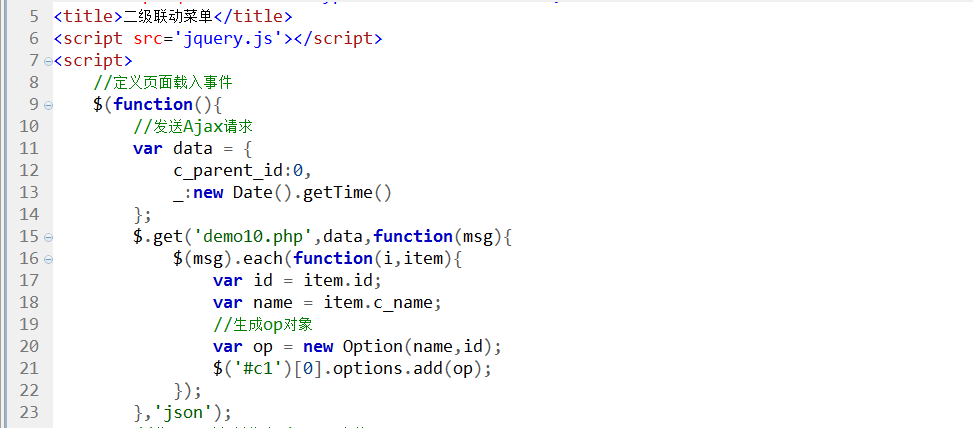 5 <title>二级联动菜单</title>
6 <script src='jquery.js'></script>
7 <script>
8 //定义页面载入事件
9 $(function(){
10 //发送Ajax请求
11 var data = {
12 c_parent_id:0,
13 _:new Date().getTime()
14 };
15 $.get('demo10.php',data,function(msg){
16 $(msg).each(function(i,item){
17 var id = item.id;
18 var name = item.c_name;
19 //生成op对象
20 var op = new Option(name,id);
21 $('#c1')[0].options.add(op);
22 });
23 },'json');